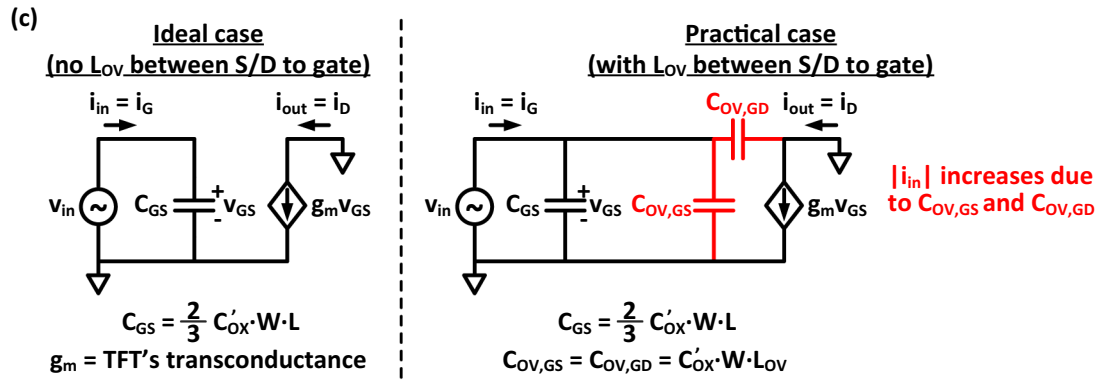 (c)
Ideal case
(no L_OV between S/D to gate)
i_in = i_G
i_out = i_D
v_in
~
C_GS
+
-
v_GS
g_m v_GS
C_GS = 2/3 C'_OX·W·L
g_m = TFT's transconductance
Practical case
(with L_OV between S/D to gate)
i_in = i_G
C_OV,GD
i_out = i_D
v_in
~
C_GS
+
-
v_GS
C_OV,GS
g_m v_GS
|i_in| increases due
to C_OV,GS and C_OV,GD
C_GS = 2/3 C'_OX·W·L
C_OV,GS = C_OV,GD = C'_OX·W·L_OV